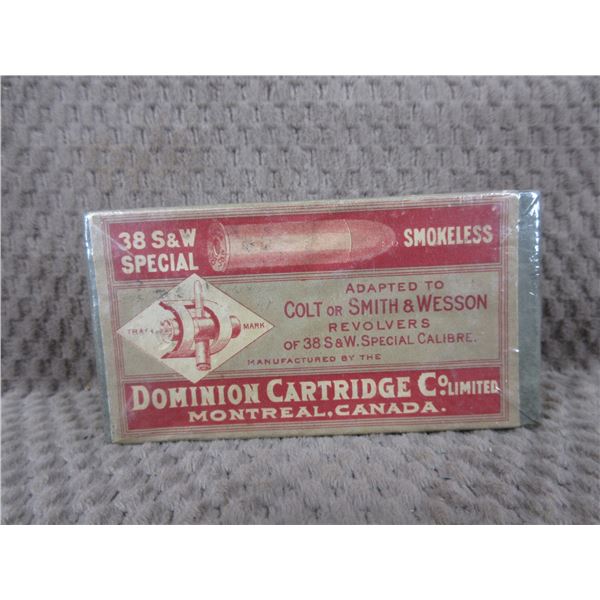 38 S&W
SPECIAL
SMOKELESS
ADAPTED TO
COLT OR SMITH & WESSON
REVOLVERS
OF 38 S&W. SPECIAL CALIBRE.
TRADE MARK
MANUFACTURED BY THE
DOMINION CARTRIDGE CO. LIMITED
MONTREAL, CANADA.